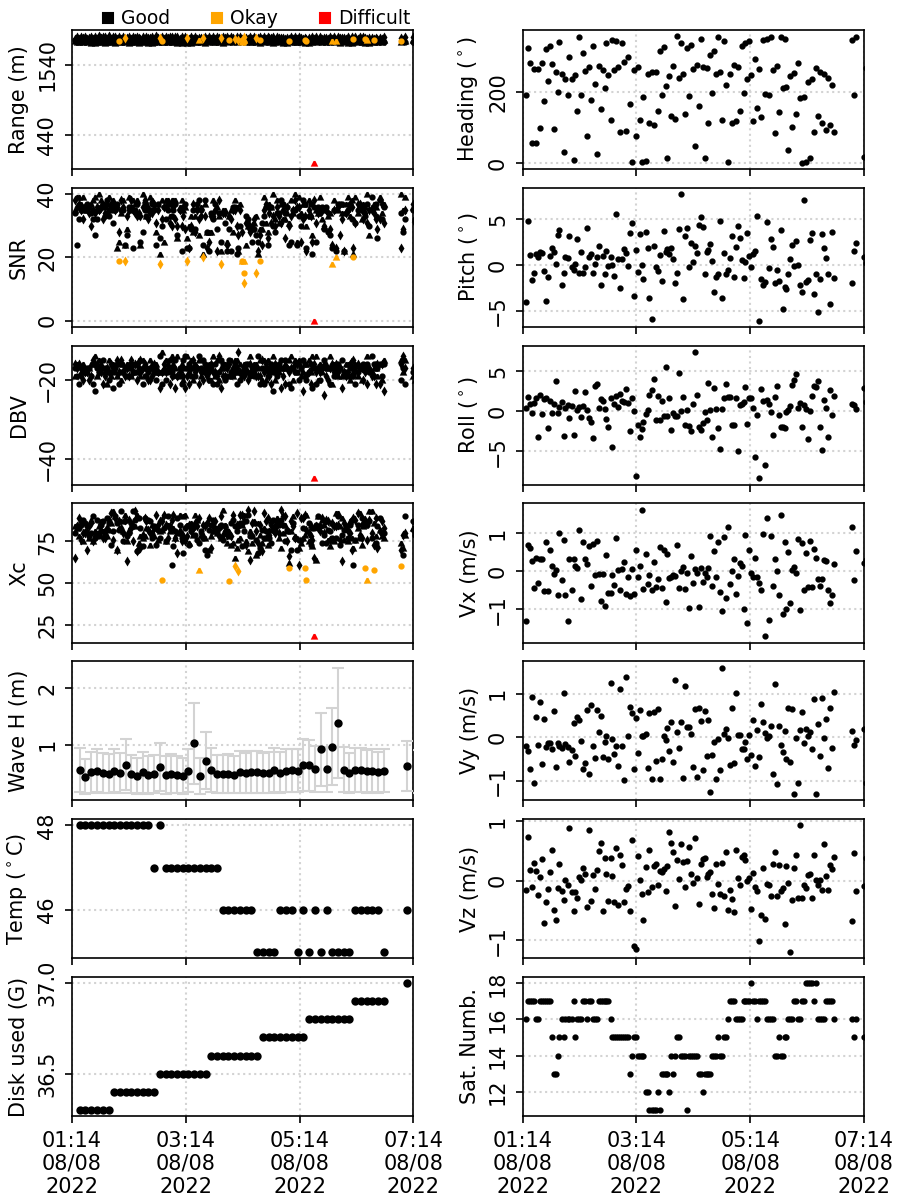 Good Okay Difficult
Range (m)
1540
440
Heading (°)
200
0
SNR
40
20
0
Pitch (°)
5
0
−5
DBV
−20
−40
Roll (°)
5
0
−5
Xc
75
50
25
Vx (m/s)
1
0
−1
Wave H (m)
2
1
Vy (m/s)
1
0
−1
Temp (°C)
48
46
Vz (m/s)
1
0
−1
Disk used (G)
37.0
36.5
Sat. Numb.
18
16
14
12
01:14 03:14 05:14 07:14 01:14 03:14 05:14 07:14
08/08 08/08 08/08 08/08 08/08 08/08 08/08 08/08
2022 2022 2022 2022 2022 2022 2022 2022